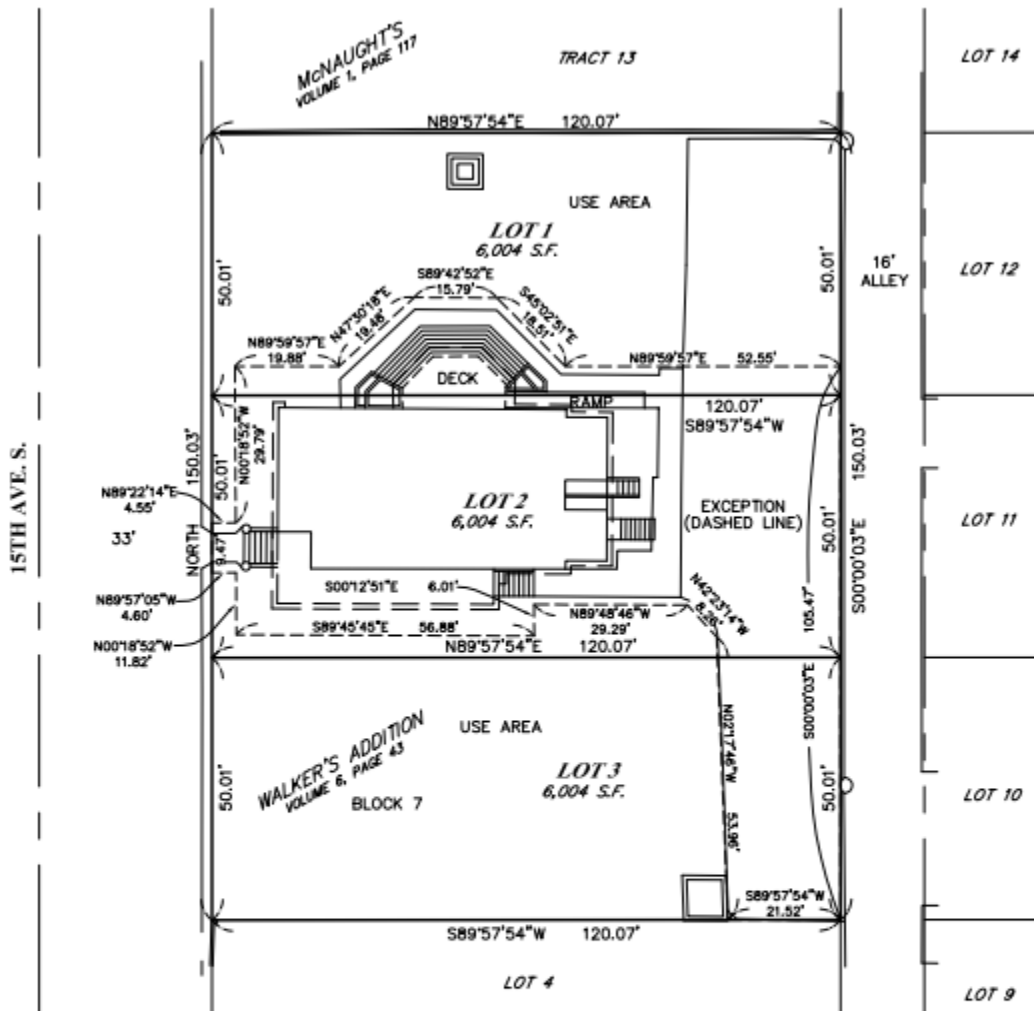 McNAUGHT'S
VOLUME 1, PAGE 117
TRACT 13
LOT 14
N89°57'54"E 120.07'
USE AREA
LOT 1
6,004 S.F.
50.01'
50.01'
16'
ALLEY
LOT 12
S89°42'52"E
15.79'
N47°30'18"E
19.48'
S45°02'51"E
18.51'
N89°59'57"E
19.88'
N89°59'57"E 52.55'
DECK
RAMP
120.07'
S89°57'54"W
N00°18'52"W
29.79'
150.03'
50.01'
NORTH
15TH AVE. S.
33'
N89°22'14"E
4.55'
9.47'
LOT 2
6,004 S.F.
EXCEPTION
(DASHED LINE)
50.01'
150.03'
S00°00'03"E
LOT 11
N89°57'05"W
4.60'
N00°18'52"W
11.82'
S00°12'51"E 6.01'
N89°48'46"W
29.29'
N42°23'14"W
8.26'
105.47'
S00°00'03"E
S89°45'45"E 56.88'
N89°57'54"E 120.07'
USE AREA
WALKER'S ADDITION
VOLUME 6, PAGE 43
BLOCK 7
LOT 3
6,004 S.F.
50.01'
N02°17'46"W 53.96'
50.01'
LOT 10
S89°57'54"W
21.52'
S89°57'54"W 120.07'
LOT 4
LOT 9